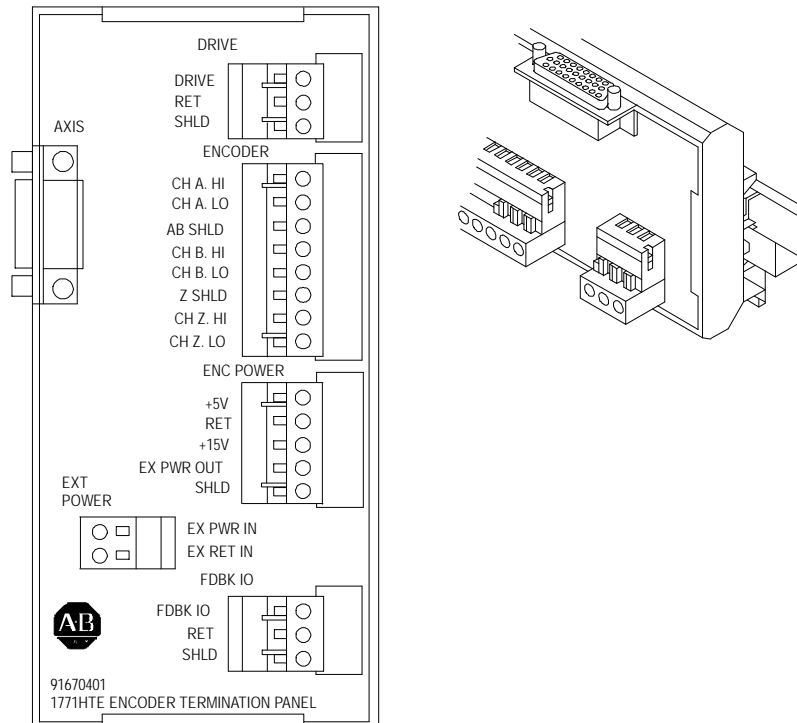 DRIVE
DRIVE
RET
SHLD
AXIS
ENCODER
CH A. HI
CH A. LO
AB SHLD
CH B. HI
CH B. LO
Z SHLD
CH Z. HI
CH Z. LO
ENC POWER
+5V
RET
+15V
EX PWR OUT
SHLD
EXT
POWER
EX PWR IN
EX RET IN
FDBK IO
FDBK IO
RET
SHLD
AB
91670401
1771HTE ENCODER TERMINATION PANEL